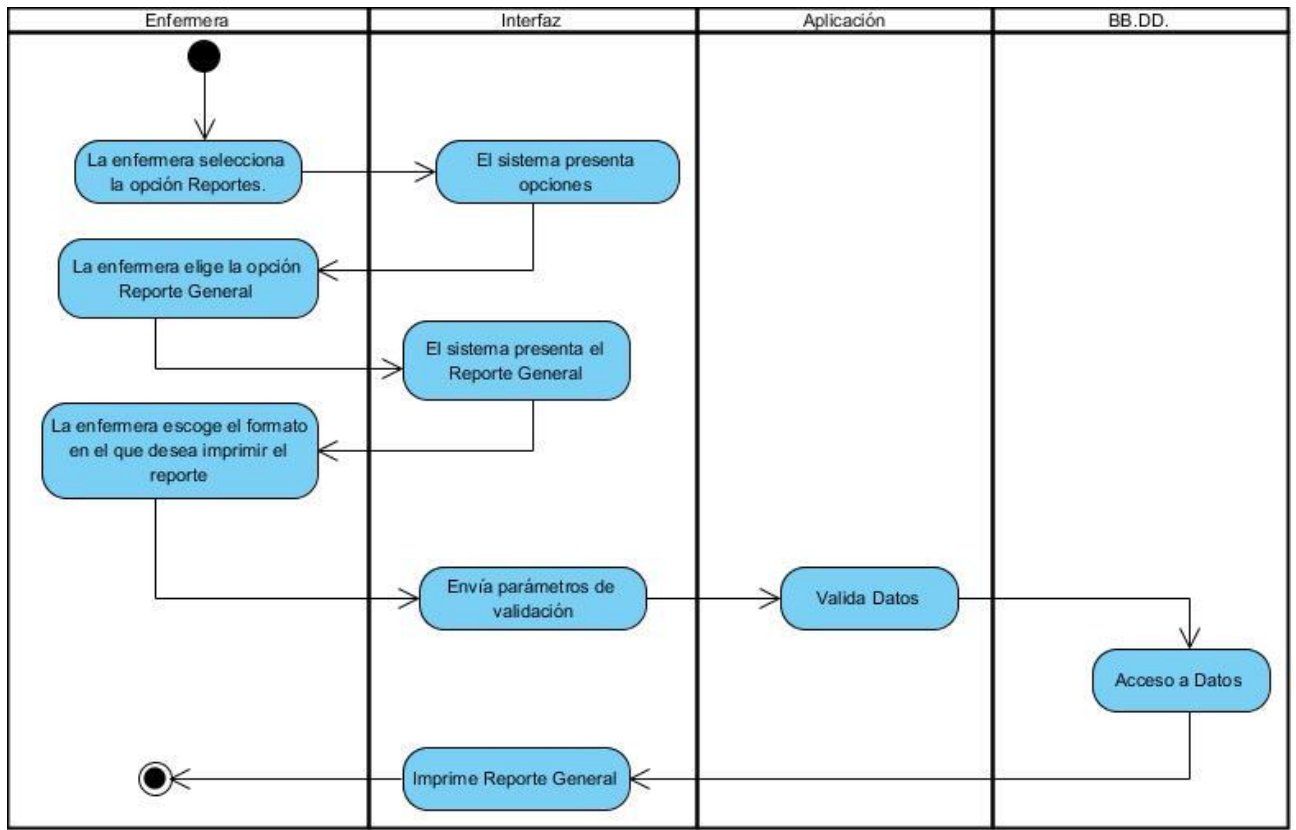 Enfermera
Interfaz
Aplicación
BB.DD.
La enfermera selecciona
la opción Reportes.
El sistema presenta
opciones
La enfermera elige la opción
Reporte General
El sistema presenta el
Reporte General
La enfermera escoge el formato
en el que desea imprimir el
reporte
Envía parámetros de
validación
Valida Datos
Acceso a Datos
Imprime Reporte General